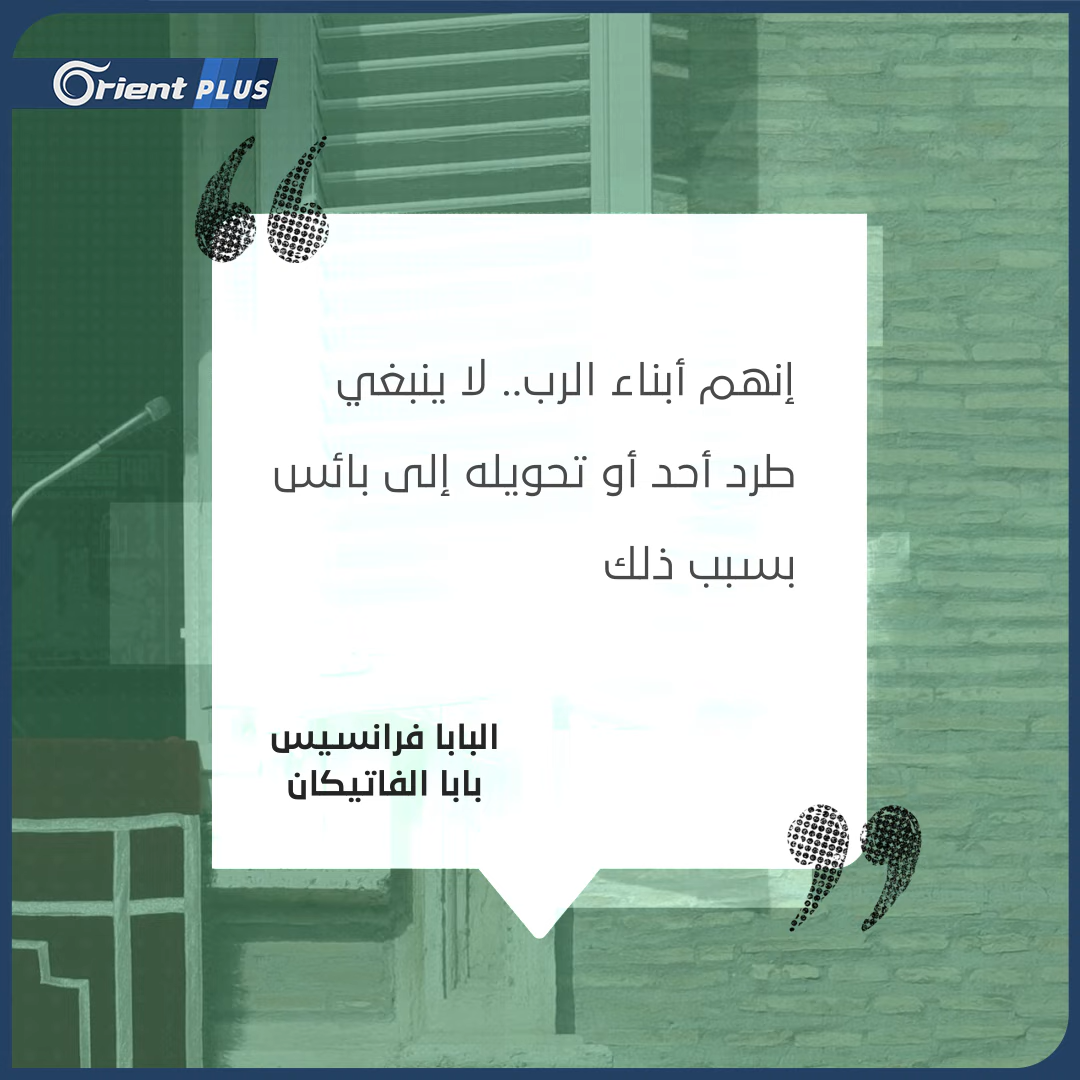 Orient PLUS
إنهم أبناء الرب.. لا ينبغي
طرد أحد أو تحويله إلى بائس
بسبب ذلك
البابا فرانسيس
بابا الفاتيكان